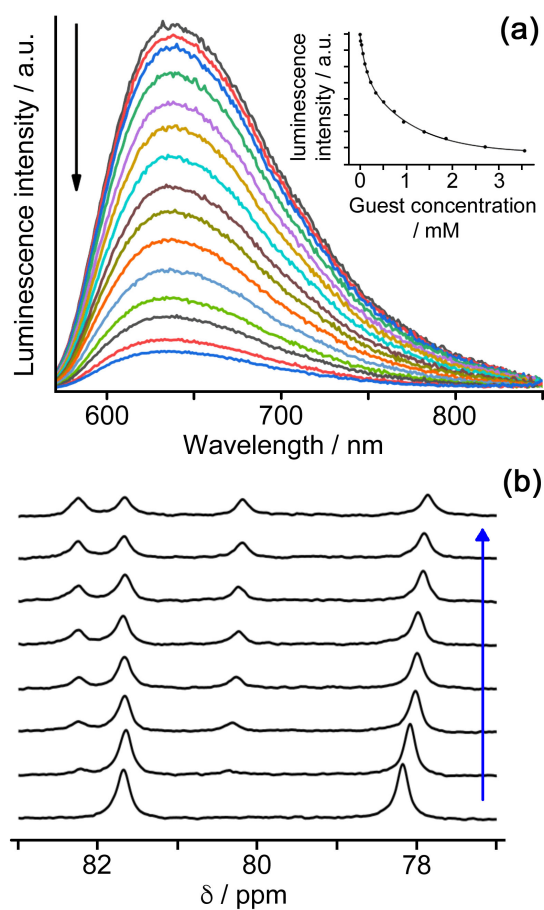 (a)
Luminescence intensity / a.u.
luminescence
intensity / a.u.
0 1 2 3
Guest concentration
/ mM
600 700 800
Wavelength / nm
(b)
82 80 78
δ / ppm